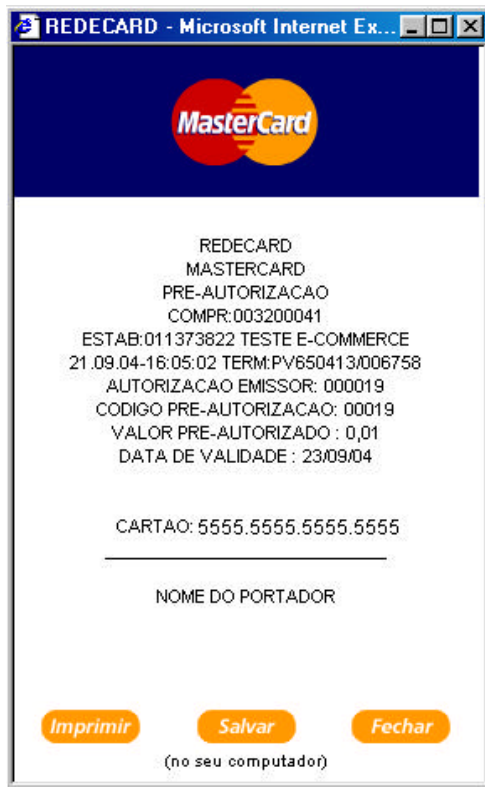 REDECARD - Microsoft Internet Ex...
MasterCard
REDECARD
MASTERCARD
PRE-AUTORIZACAO
COMPR:003200041
ESTAB:011373822 TESTE E-COMMERCE
21.09.04-16:05:02 TERM:PV650413/006758
AUTORIZACAO EMISSOR: 000019
CODIGO PRE-AUTORIZACAO: 00019
VALOR PRE-AUTORIZADO : 0,01
DATA DE VALIDADE : 23/09/04
CARTAO: 5555.5555.5555.5555
NOME DO PORTADOR
Imprimir Salvar Fechar
(no seu computador)